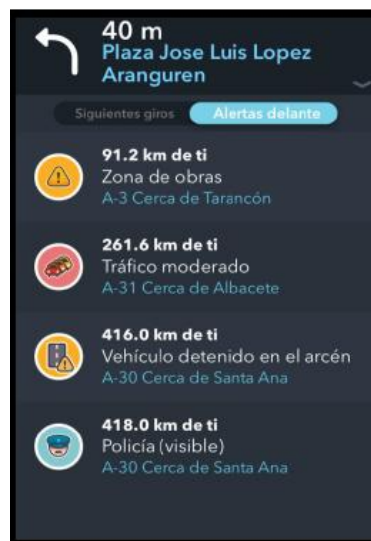 40 m
Plaza Jose Luis Lopez
Aranguren
Siguientes giros
Alertas delante
91.2 km de ti
Zona de obras
A-3 Cerca de Tarancón
261.6 km de ti
Tráfico moderado
A-31 Cerca de Albacete
416.0 km de ti
Vehículo detenido en el arcén
A-30 Cerca de Santa Ana
418.0 km de ti
Policía (visible)
A-30 Cerca de Santa Ana